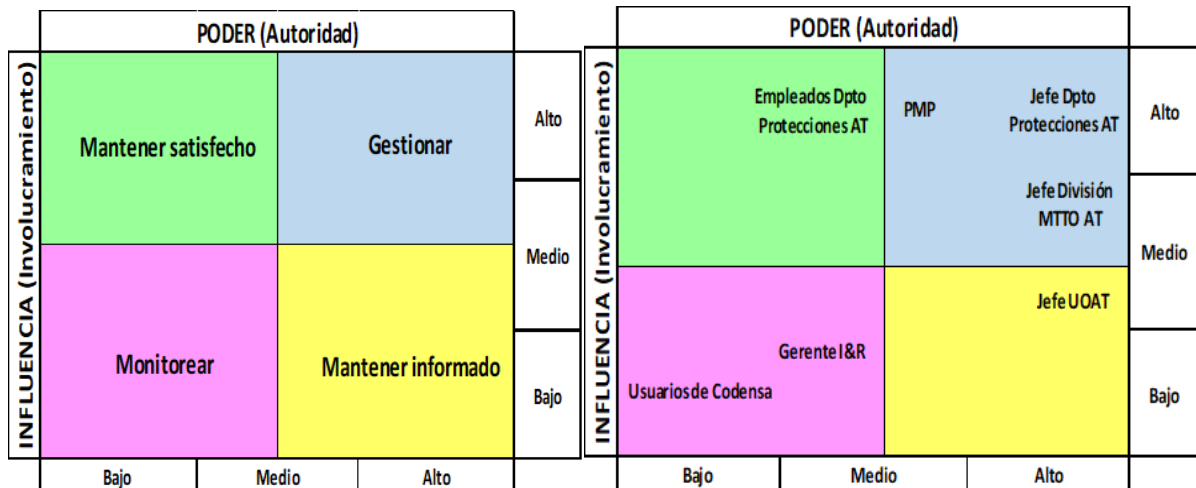 PODER (Autoridad)
INFLUENCIA (Involucramiento)
Mantener satisfecho
Gestionar
Alto
Medio
Monitorear
Mantener informado
Bajo
Bajo
Medio
Alto
PODER (Autoridad)
INFLUENCIA (Involucramiento)
Empleados Dpto
Protecciones AT
PMP
Jefe Dpto
Protecciones AT
Alto
Jefe División
MTTO AT
Medio
Jefe UOAT
Gerente I&R
Usuarios de Codensa
Bajo
Bajo
Medio
Alto